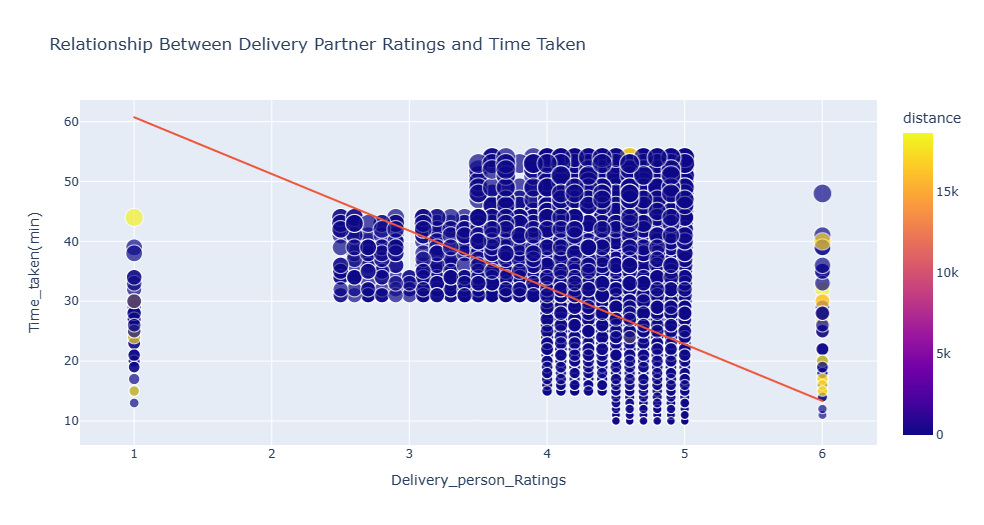 Relationship Between Delivery Partner Ratings and Time Taken
distance
60
50
40
30
20
10
Time_taken(min)
15k
10k
5k
0
1 2 3 4 5 6
Delivery_person_Ratings